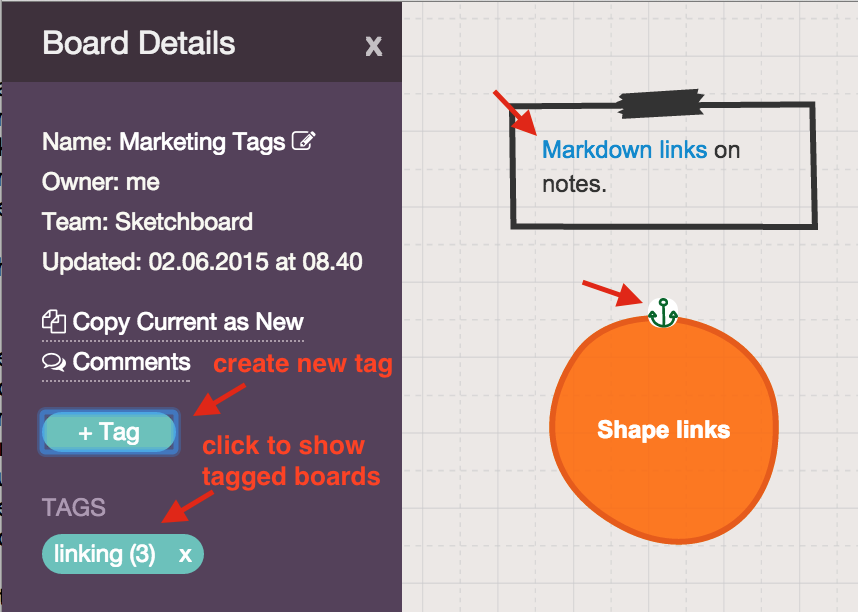 Board Details
x
Name: Marketing Tags
Owner: me
Team: Sketchboard
Updated: 02.06.2015 at 08.40
Copy Current as New
Comments
create new tag
+ Tag
click to show
tagged boards
TAGS
linking (3) x
Markdown links on
notes.
Shape links